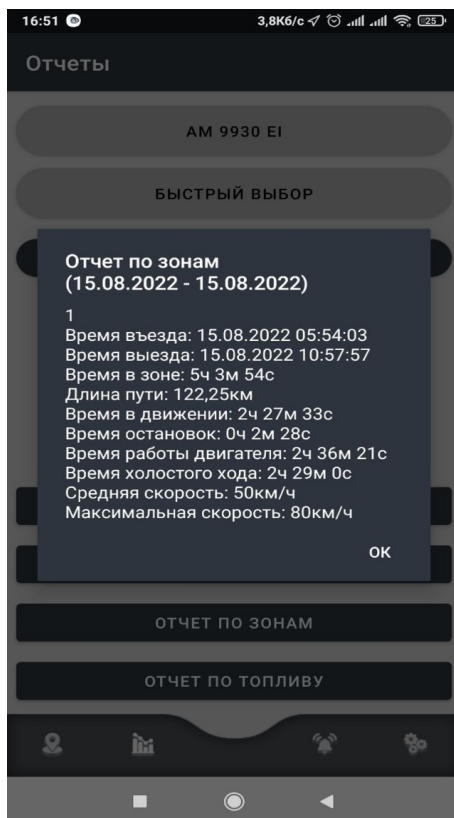 16:51 3,8Кб/с 25
Отчеты
AM 9930 EI
БЫСТРЫЙ ВЫБОР
Отчет по зонам
(15.08.2022 - 15.08.2022)
1
Время въезда: 15.08.2022 05:54:03
Время выезда: 15.08.2022 10:57:57
Время в зоне: 5ч 3м 54с
Длина пути: 122,25км
Время в движении: 2ч 27м 33с
Время остановок: 0ч 2м 28с
Время работы двигателя: 2ч 36м 21с
Время холостого хода: 2ч 29м 0с
Средняя скорость: 50км/ч
Максимальная скорость: 80км/ч
ОК
ОТЧЕТ ПО ЗОНАМ
ОТЧЕТ ПО ТОПЛИВУ